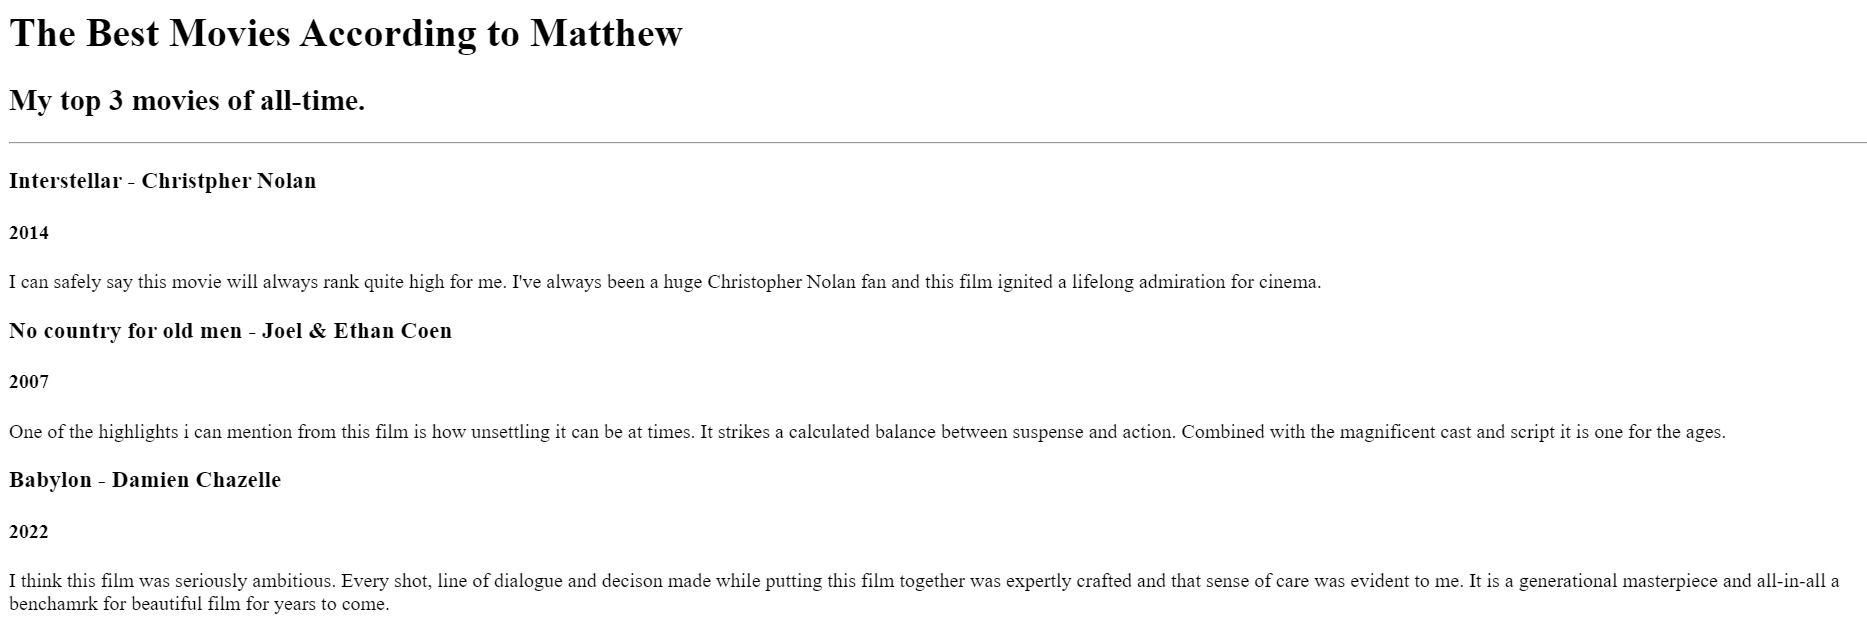 The Best Movies According to Matthew
My top 3 movies of all-time.
Interstellar - Christpher Nolan
2014
I can safely say this movie will always rank quite high for me. I've always been a huge Christopher Nolan fan and this film ignited a lifelong admiration for cinema.
No country for old men - Joel & Ethan Coen
2007
One of the highlights i can mention from this film is how unsettling it can be at times. It strikes a calculated balance between suspense and action. Combined with the magnificent cast and script it is one for the ages.
Babylon - Damien Chazelle
2022
I think this film was seriously ambitious. Every shot, line of dialogue and decison made while putting this film together was expertly crafted and that sense of care was evident to me. It is a generational masterpiece and all-in-all a
benchamrk for beautiful film for years to come.